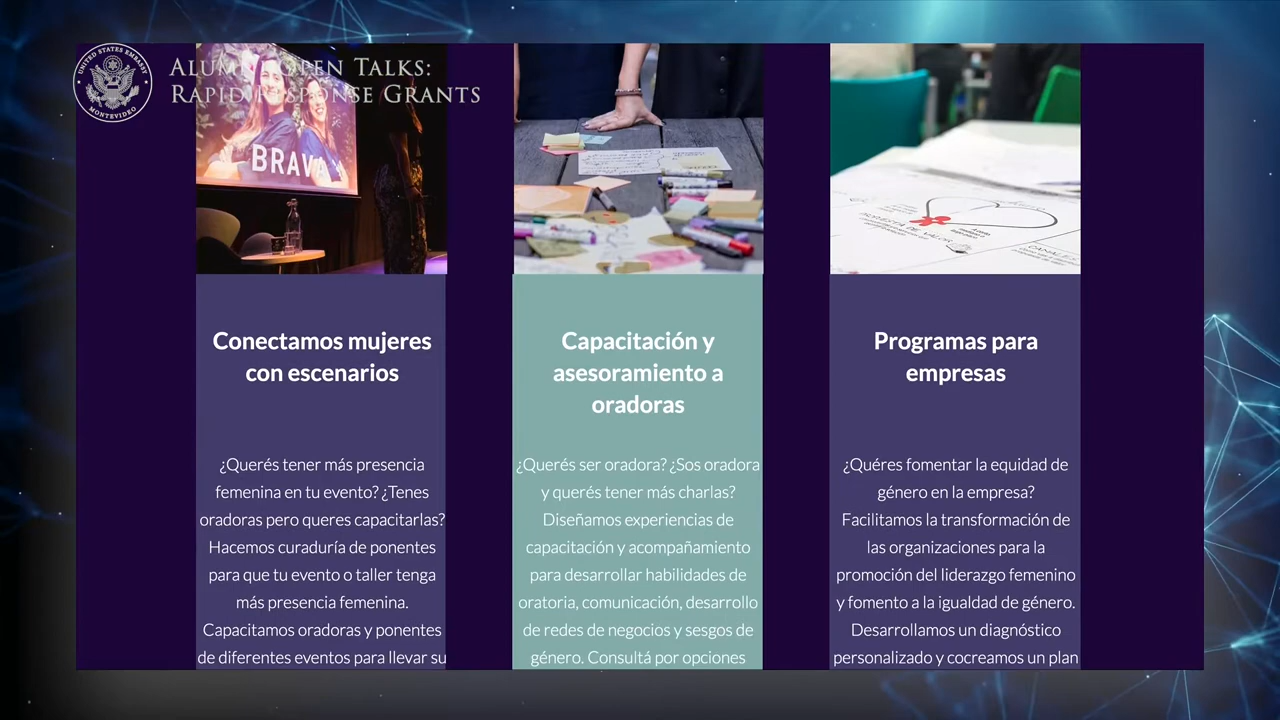 UNITED STATES EMBASSY
MONTEVIDEO
ALUMNI OPEN TALKS:
RAPID RESPONSE GRANTS
BRAVA
Conectamos mujeres
con escenarios
¿Querés tener más presencia
femenina en tu evento? ¿Tenes
oradoras pero queres capacitarlas?
Hacemos curaduría de ponentes
para que tu evento o taller tenga
más presencia femenina.
Capacitamos oradoras y ponentes
de diferentes eventos para llevar su
Capacitación y
asesoramiento a
oradoras
¿Querés ser oradora? ¿Sos oradora
y querés tener más charlas?
Diseñamos experiencias de
capacitación y acompañamiento
para desarrollar habilidades de
oratoria, comunicación, desarrollo
de redes de negocios y sesgos de
género. Consultá por opciones
CANALES
Programas para
empresas
¿Quéres fomentar la equidad de
género en la empresa?
Facilitamos la transformación de
las organizaciones para la
promoción del liderazgo femenino
y fomento a la igualdad de género.
Desarrollamos un diagnóstico
personalizado y cocreamos un plan